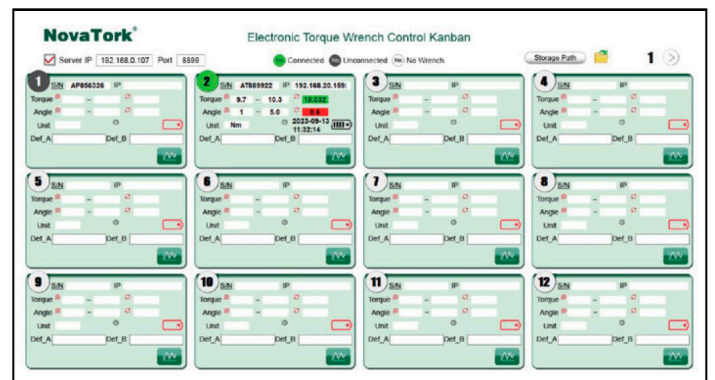 NovaTork®
Electronic Torque Wrench Control Kanban
Server IP 192.168.0.107 Port 8899
No Connected No Unconnected No No Wrench
Storage Path
1
1 S/N AP856326 IP
Torque –
Angle –
Unit
Def_A Def_B
2 S/N AT689922 IP 192.168.20.159:
Torque 9.7 – 10.3 10.032
Angle 1 – 5.0 0.4
Unit Nm 2023-09-13
11:32:14
Def_A Def_B
3 S/N IP
Torque –
Angle –
Unit
Def_A Def_B
4 S/N IP
Torque –
Angle –
Unit
Def_A Def_B
5 S/N IP
Torque –
Angle –
Unit
Def_A Def_B
6 S/N IP
Torque –
Angle –
Unit
Def_A Def_B
7 S/N IP
Torque –
Angle –
Unit
Def_A Def_B
8 S/N IP
Torque –
Angle –
Unit
Def_A Def_B
9 S/N IP
Torque –
Angle –
Unit
Def_A Def_B
10 S/N IP
Torque –
Angle –
Unit
Def_A Def_B
11 S/N IP
Torque –
Angle –
Unit
Def_A Def_B
12 S/N IP
Torque –
Angle –
Unit
Def_A Def_B